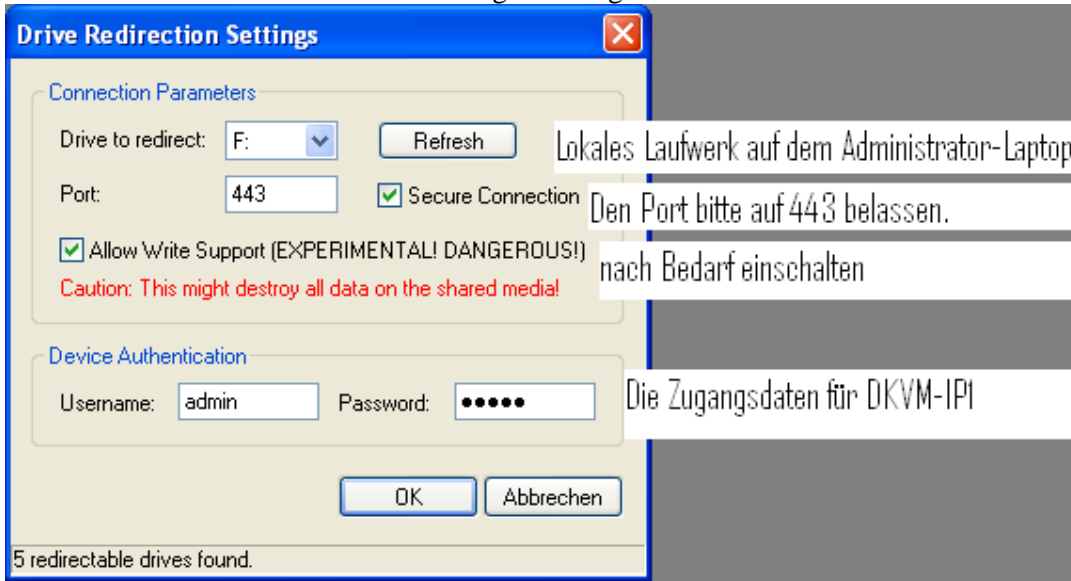 Drive Redirection Settings
Connection Parameters
Drive to redirect: F: Refresh Lokales Laufwerk auf dem Administrator-Laptop
Port: 443 Secure Connection Den Port bitte auf 443 belassen.
Allow Write Support (EXPERIMENTAL! DANGEROUS!) nach Bedarf einschalten
Caution: This might destroy all data on the shared media!
Device Authentication
Username: admin Password: ●●●●● Die Zugangsdaten für DKVM-IP1
OK Abbrechen
5 redirectable drives found.